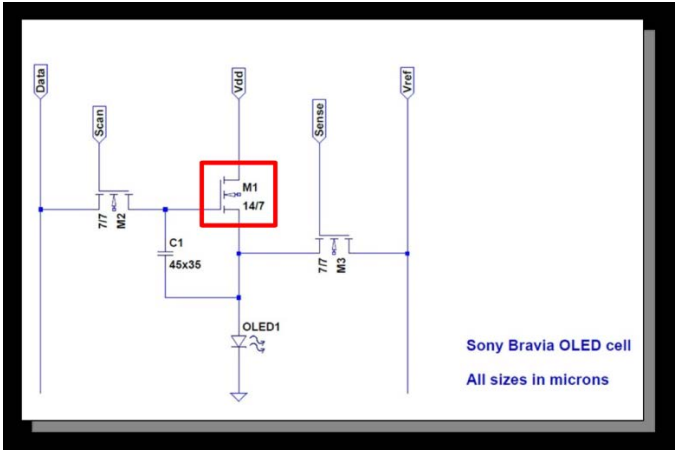 Data
Scan
Vdd
Sense
Vref
M1
14/7
7/7
M2
C1
45x35
7/7
M3
OLED1
Sony Bravia OLED cell
All sizes in microns